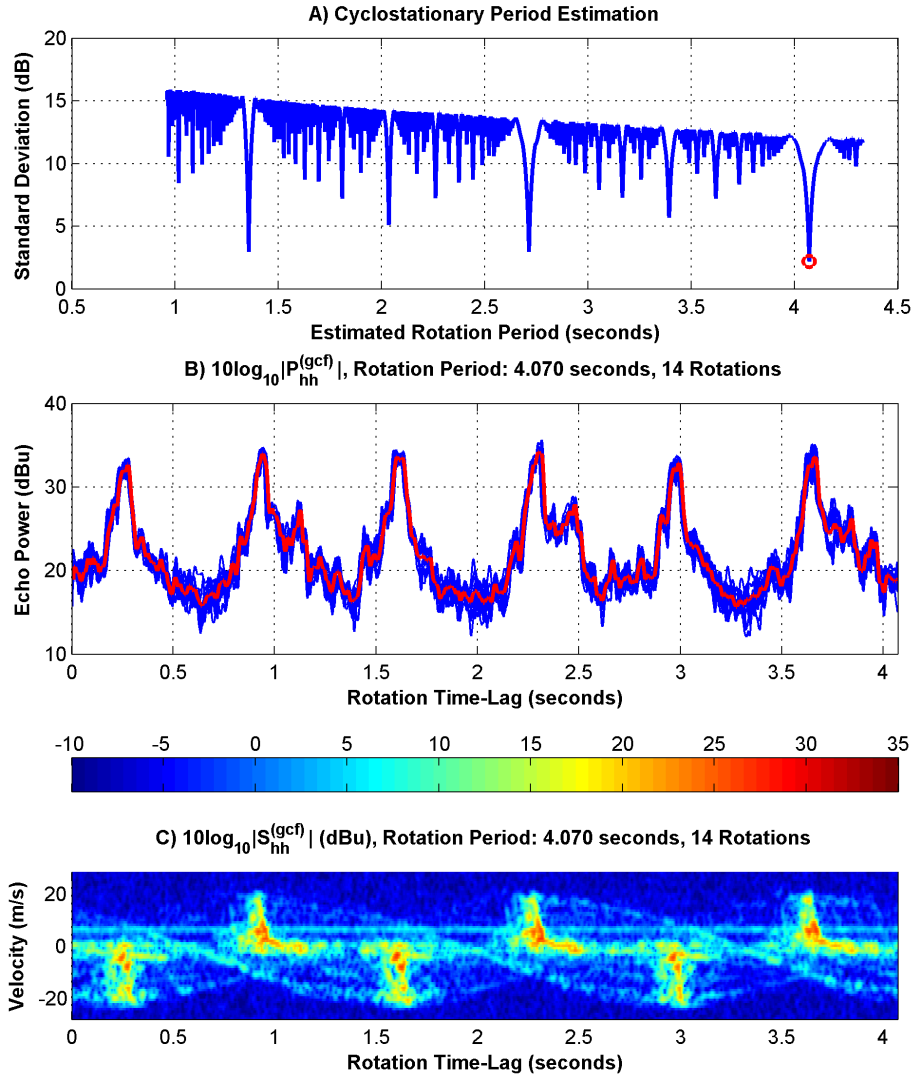 A) Cyclostationary Period Estimation
Standard Deviation (dB)
20
15
10
5
0
0.5 1 1.5 2 2.5 3 3.5 4 4.5
Estimated Rotation Period (seconds)
B) 10log10|Phh(gcf)|, Rotation Period: 4.070 seconds, 14 Rotations
Echo Power (dBu)
40
30
20
10
0 0.5 1 1.5 2 2.5 3 3.5 4
Rotation Time-Lag (seconds)
-10 -5 0 5 10 15 20 25 30 35
C) 10log10|Shh(gcf)| (dBu), Rotation Period: 4.070 seconds, 14 Rotations
Velocity (m/s)
20
0
-20
0 0.5 1 1.5 2 2.5 3 3.5 4
Rotation Time-Lag (seconds)